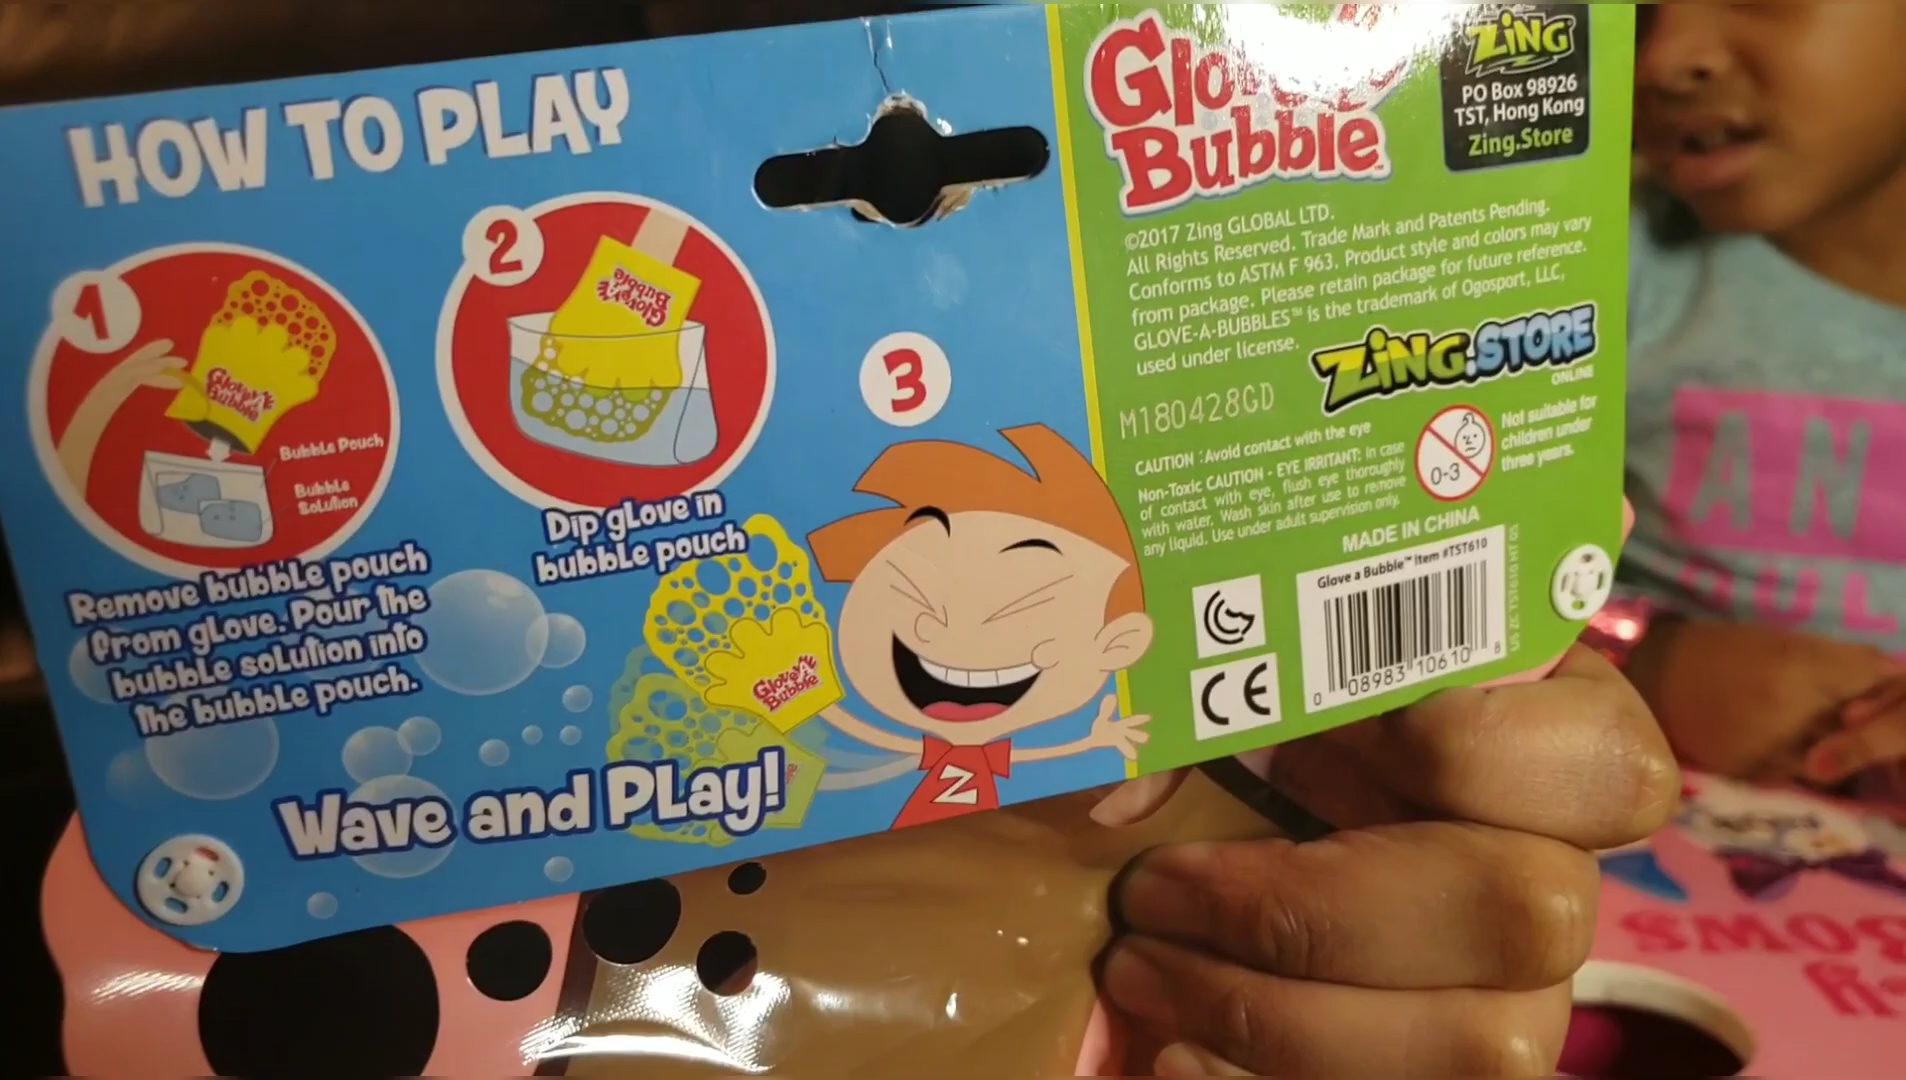 HOW TO PLAY
1
Bubble Pouch
Bubble
Solution
Remove bubble pouch
from glove. Pour the
bubble solution into
the bubble pouch.
2
Glove A
Bubble
Dip glove in
bubble pouch
3
Glove A
Bubble
Wave and Play!
Z
Bubble™
ZING
PO Box 98926
TST, Hong Kong
Zing.Store
©2017 Zing GLOBAL LTD.
All Rights Reserved. Trade Mark and Patents Pending.
Conforms to ASTM F 963. Product style and colors may vary
from package. Please retain package for future reference.
GLOVE-A-BUBBLES™ is the trademark of Ogosport, LLC,
used under license.
ZING.STORE
ONLINE
M180428GD
CAUTION : Avoid contact with the eye
Non-Toxic CAUTION - EYE IRRITANT: In case
of contact with eye, flush eye thoroughly
with water. Wash skin after use to remove
any liquid. Use under adult supervision only.
0-3
Not suitable for
children under
three years.
MADE IN CHINA
Glove a Bubble™ Item #TST610
0 08983 10610 8
CE
AN
OUL